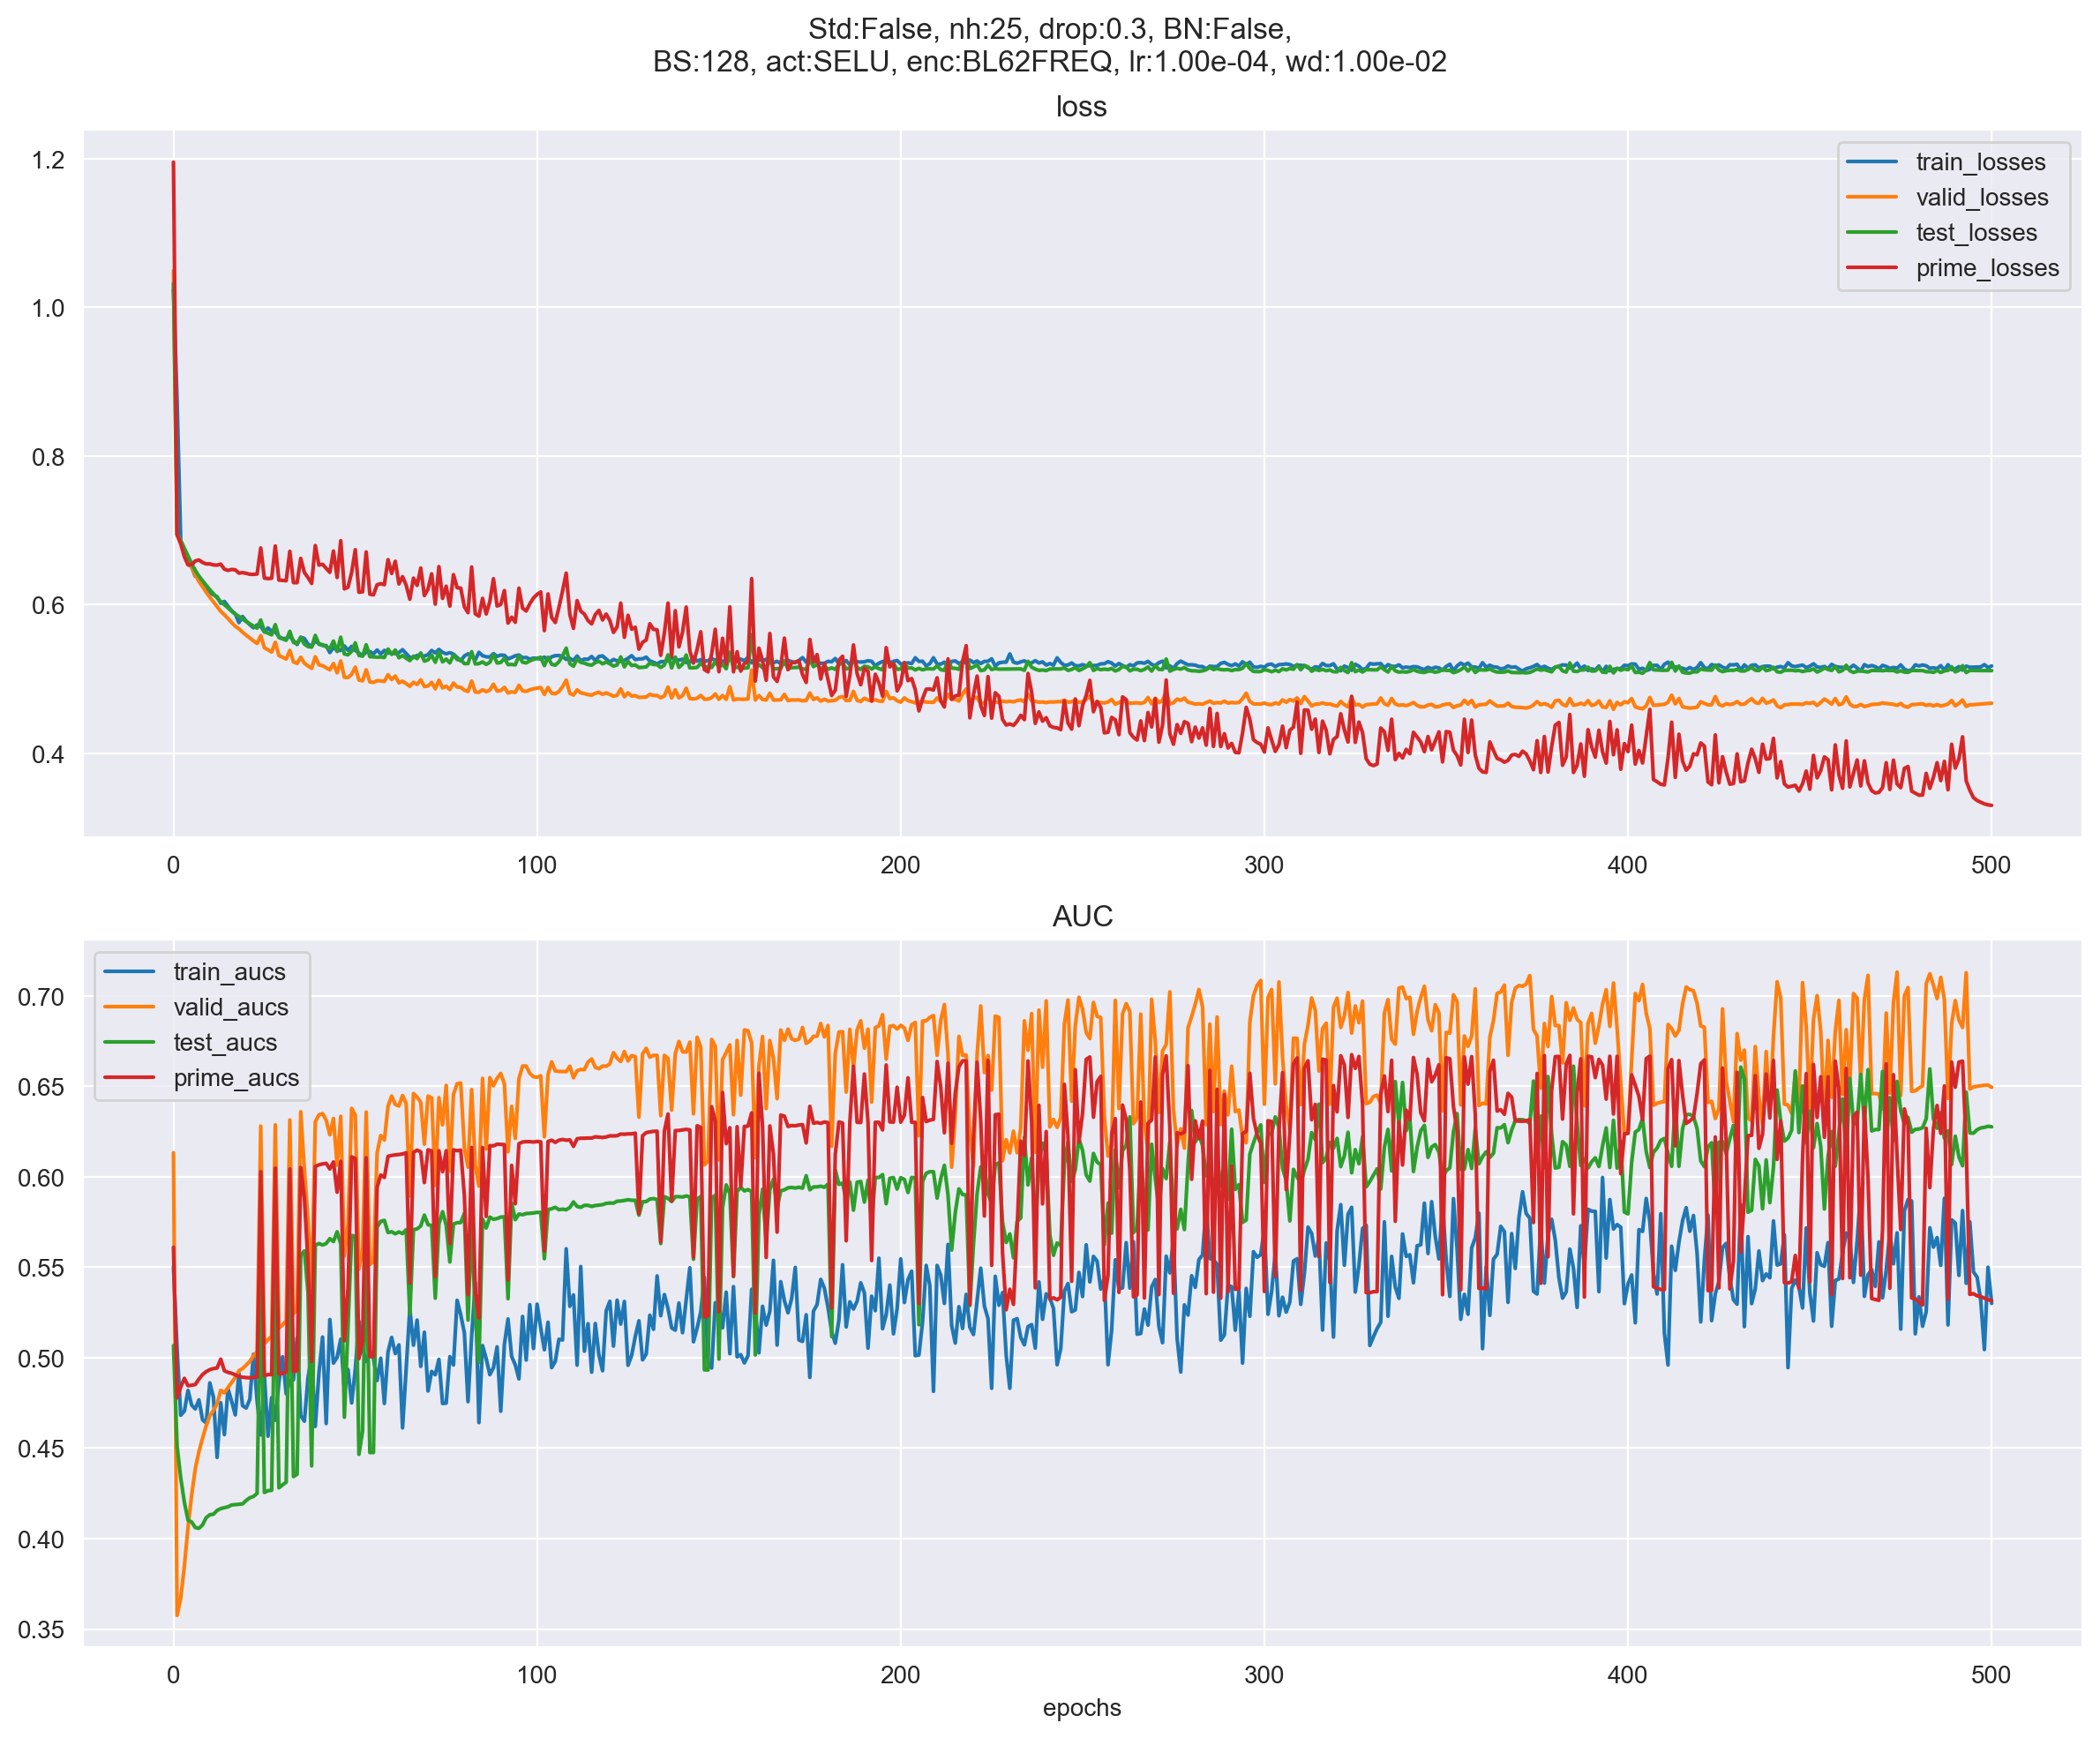 Std:False, nh:25, drop:0.3, BN:False,
BS:128, act:SELU, enc:BL62FREQ, lr:1.00e-04, wd:1.00e-02
loss
1.2
1.0
0.8
0.6
0.4
train_losses
valid_losses
test_losses
prime_losses
0 100 200 300 400 500
AUC
0.70
0.65
0.60
0.55
0.50
0.45
0.40
0.35
train_aucs
valid_aucs
test_aucs
prime_aucs
0 100 200 300 400 500
epochs